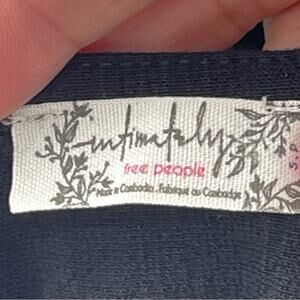 intimately
free people
Made in Cambodia . Fabriqué au Cambodge